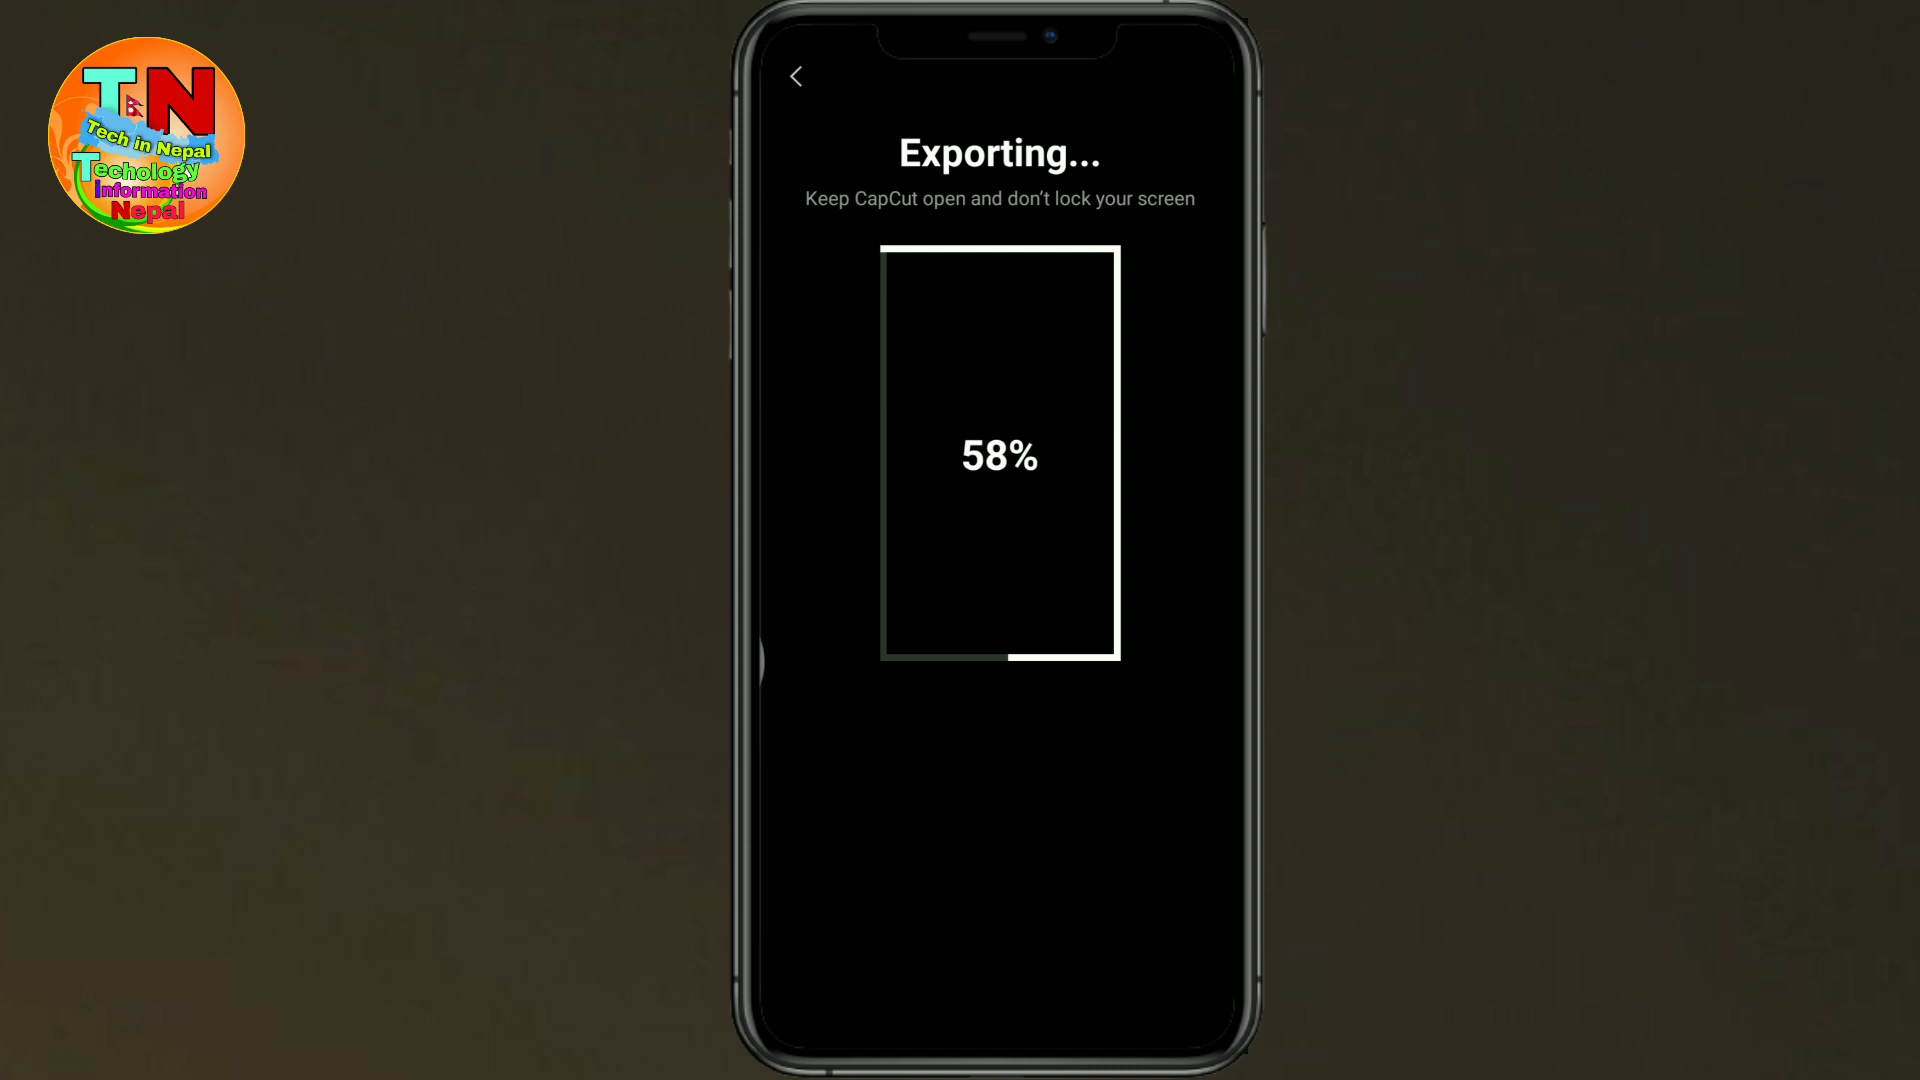 TN
Tech in Nepal
Techology
Information
Nepal
Exporting...
Keep CapCut open and don't lock your screen
58%